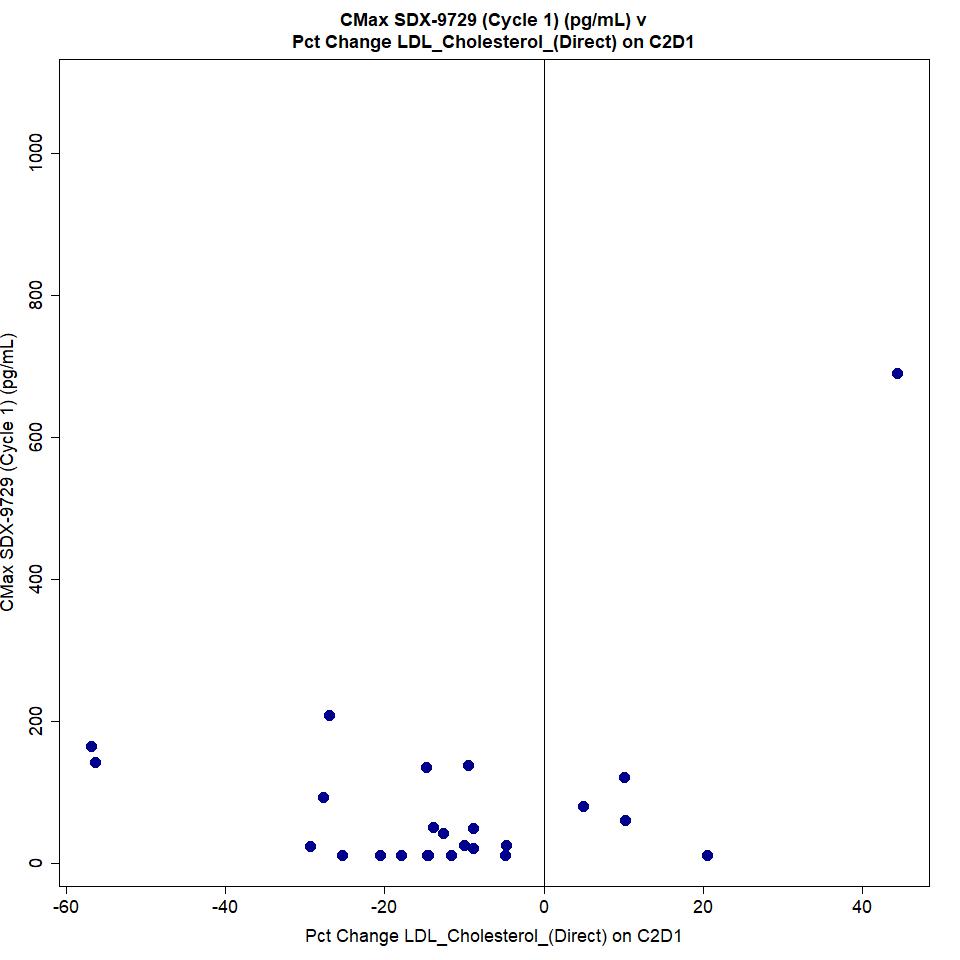 CMax SDX-9729 (Cycle 1) (pg/mL) v
Pct Change LDL_Cholesterol_(Direct) on C2D1
CMax SDX-9729 (Cycle 1) (pg/mL)
1000
800
600
400
200
0
-60 -40 -20 0 20 40
Pct Change LDL_Cholesterol_(Direct) on C2D1